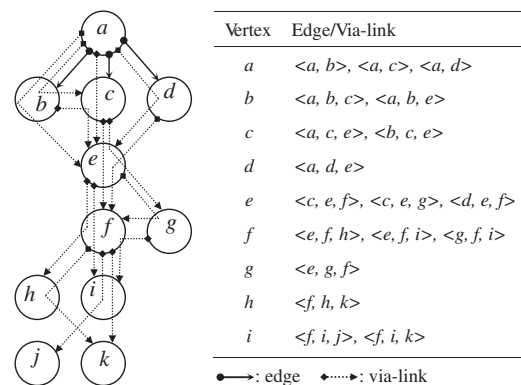 a
b
c
d
e
f
g
h
i
j
k
Vertex Edge/Via-link
a <a, b>, <a, c>, <a, d>
b <a, b, c>, <a, b, e>
c <a, c, e>, <b, c, e>
d <a, d, e>
e <c, e, f>, <c, e, g>, <d, e, f>
f <e, f, h>, <e, f, i>, <g, f, i>
g <e, g, f>
h <f, h, k>
i <f, i, j>, <f, i, k>
: edge : via-link